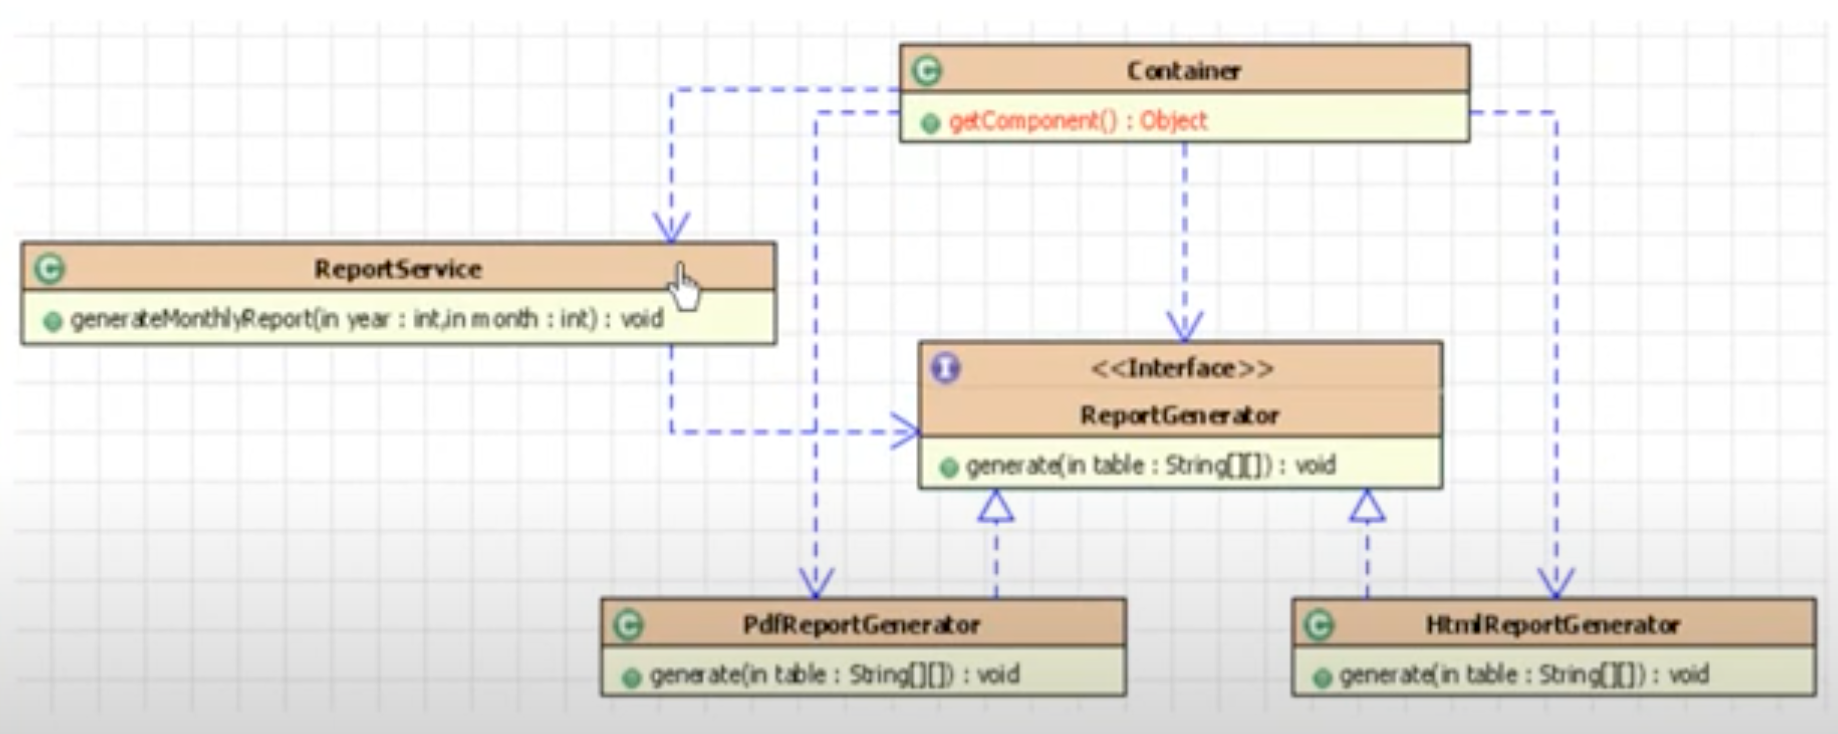 Container
getComponent() : Object
ReportService
generateMonthlyReport(in year : int,in month : int) : void
<<Interface>>
ReportGenerator
generate(in table : String[][]) : void
PdfReportGenerator
generate(in table : String[][]) : void
HtmlReportGenerator
generate(in table : String[][]) : void